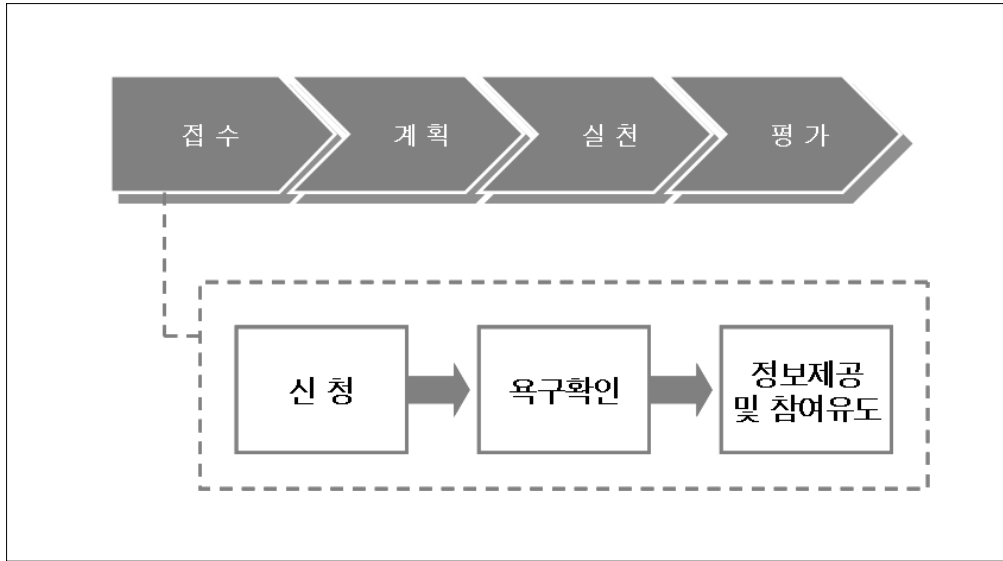 접 수
계 획
실 천
평 가
신 청
욕구확인
정보제공
및 참여유도